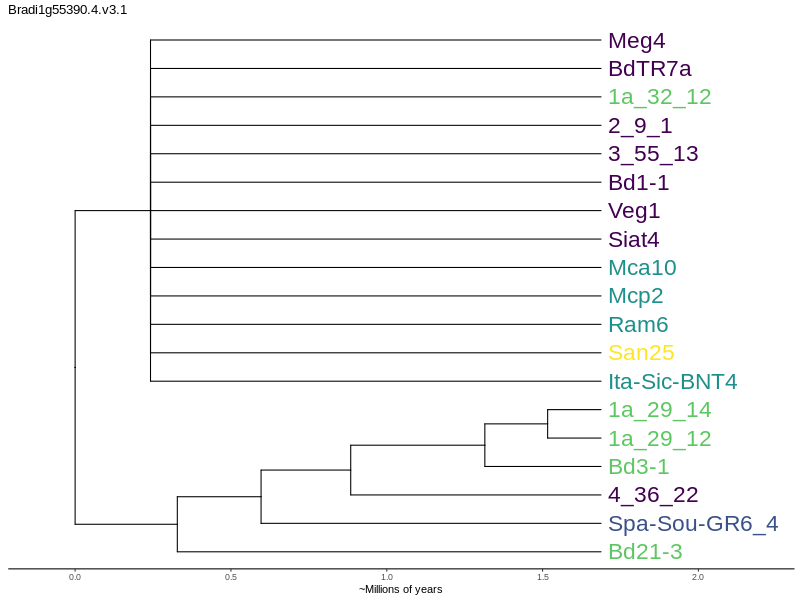 Bradi1g55390.4.v3.1
Meg4
BdTR7a
1a_32_12
2_9_1
3_55_13
Bd1-1
Veg1
Siat4
Mca10
Mcp2
Ram6
San25
Ita-Sic-BNT4
1a_29_14
1a_29_12
Bd3-1
4_36_22
Spa-Sou-GR6_4
Bd21-3
0.0 0.5 1.0 1.5 2.0
~Millions of years